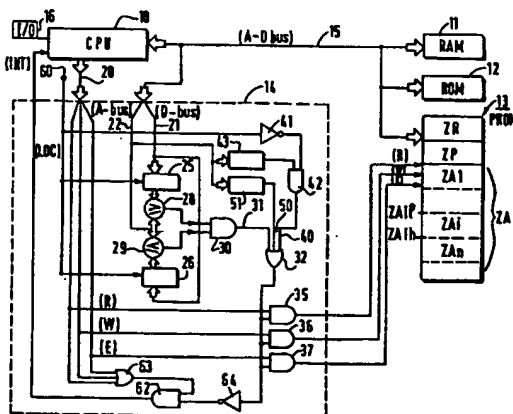 I/O
16
10
CPU
(A-D bus)
15
11
RAM
12
ROM
13
PROM
(INT)
60
20
14
(A-bus)
(D-bus)
22
21
41
43
42
51
ZR
ZP
ZA1
ZAip
ZAi
ZAih
ZAn
ZA
(R)
(W)
(E)
(LOC)
25
28
≥
29
≥
26
30
31
50
40
32
35
36
37
(R)
(W)
(E)
63
62
64